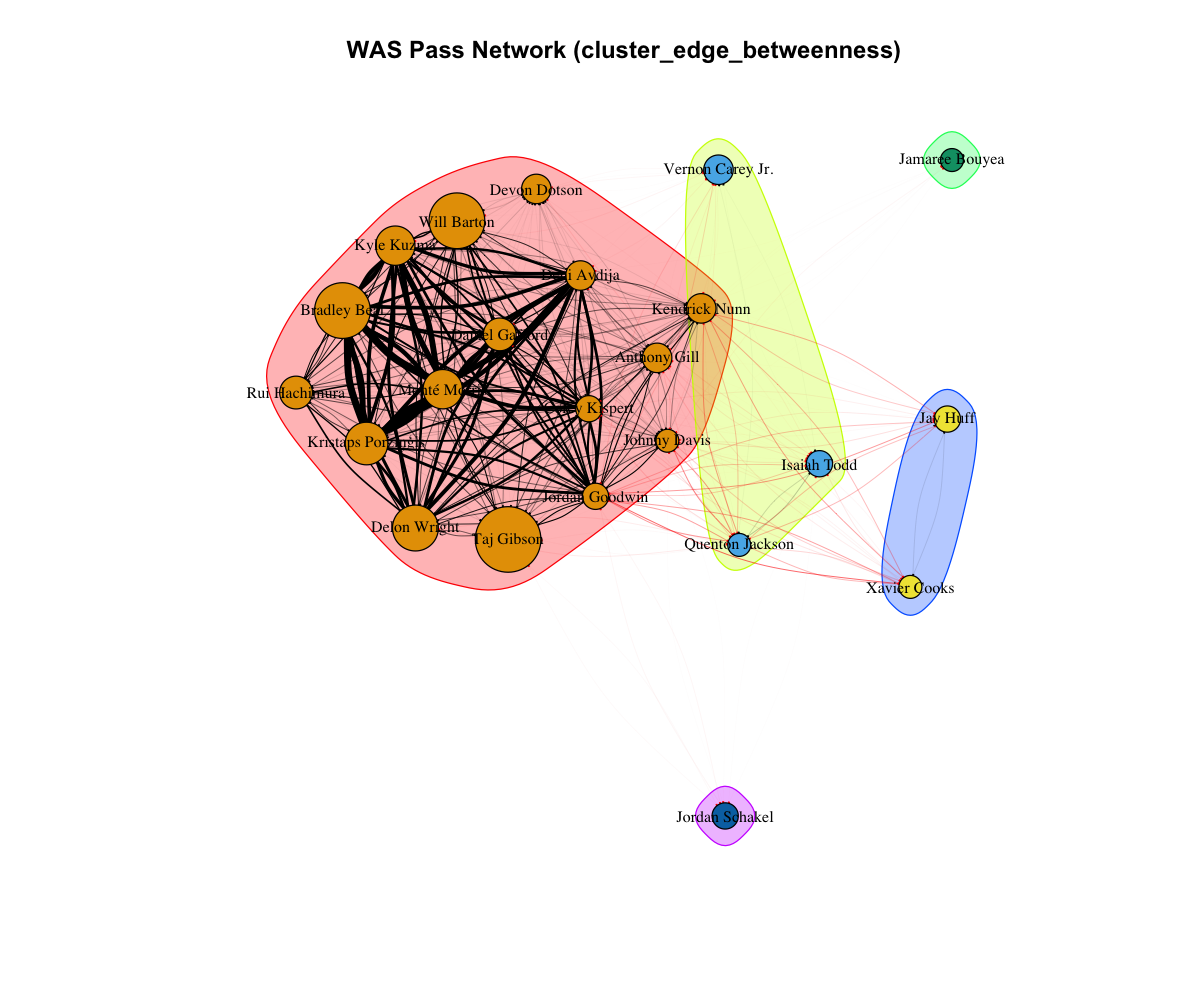 WAS Pass Network (cluster_edge_betweenness)
Jamaree Bouyea
Vernon Carey Jr.
Devon Dotson
Will Barton
Kyle Kuzma
Deni Avdija
Bradley Beal
Kendrick Nunn
Daniel Gafford
Anthony Gill
Monté Morris
Rui Hachimura
Corey Kispert
Jay Huff
Kristaps Porzingis
Johnny Davis
Isaiah Todd
Jordan Goodwin
Delon Wright
Taj Gibson
Quenton Jackson
Xavier Cooks
Jordan Schakel